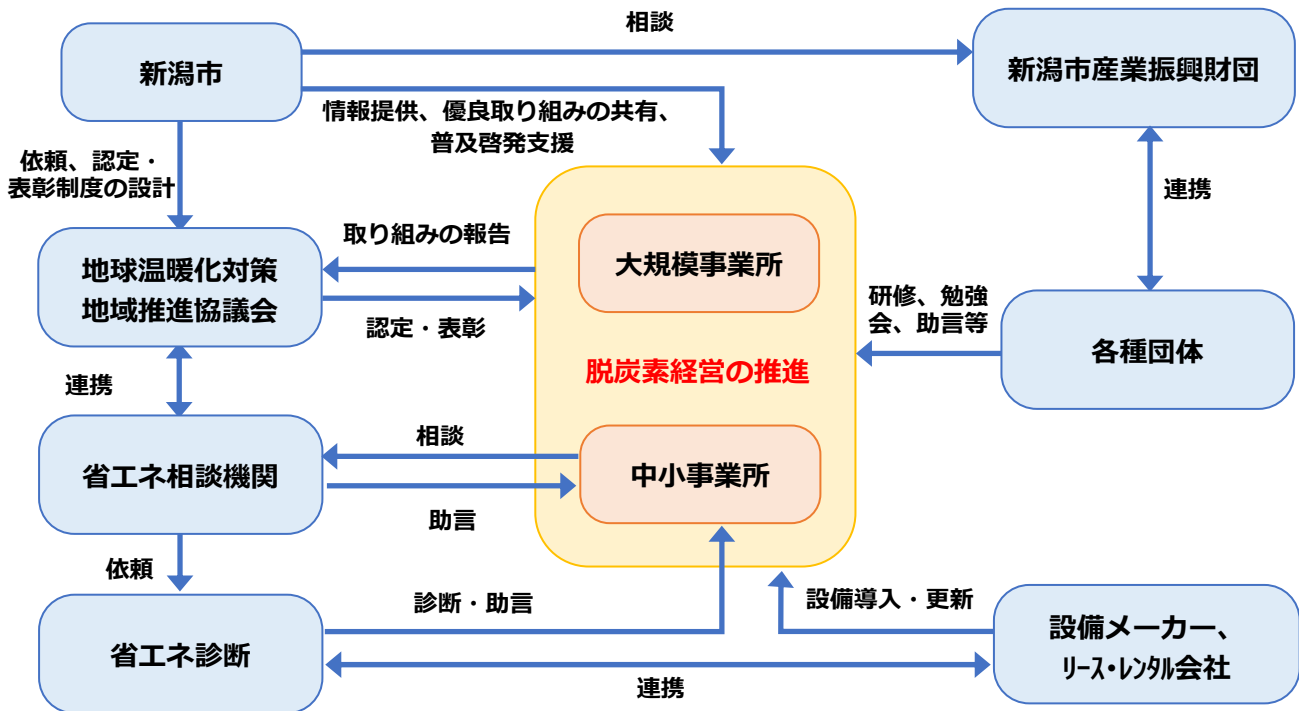 相談
新潟市
新潟市産業振興財団
情報提供、優良取り組みの共有、
普及啓発支援
依頼、認定・
表彰制度の設計
連携
取り組みの報告
大規模事業所
地球温暖化対策
地域推進協議会
認定・表彰
研修、勉強
会、助言等
各種団体
脱炭素経営の推進
連携
相談
省エネ相談機関
中小事業所
助言
依頼
診断・助言
設備導入・更新
省エネ診断
設備メーカー、
ﾘｰｽ・ﾚﾝﾀﾙ会社
連携